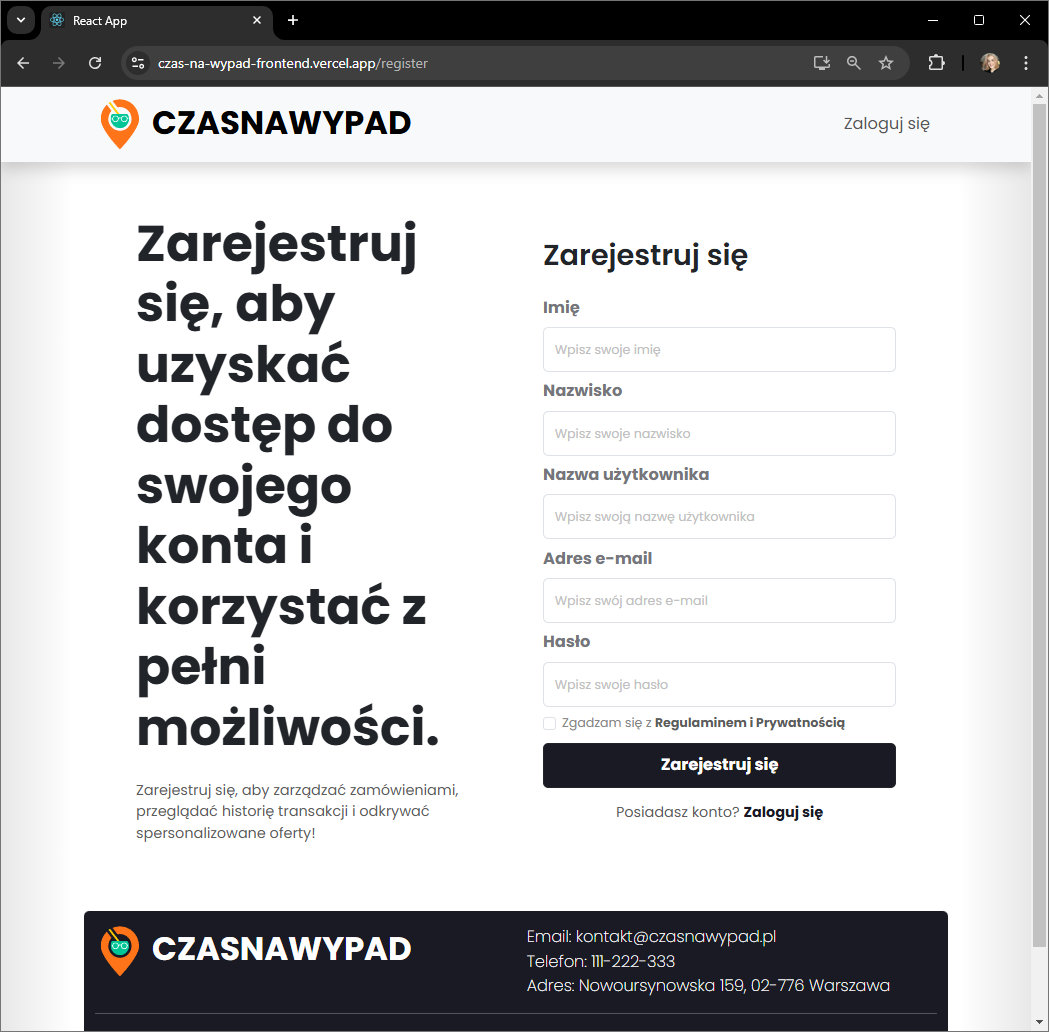 React App
czas-na-wypad-frontend.vercel.app/register
CZASNAWYPAD
Zaloguj się
Zarejestruj
się, aby
uzyskać
dostęp do
swojego
konta i
korzystać z
pełni
możliwości.
Zarejestruj się, aby zarządzać zamówieniami,
przeglądać historię transakcji i odkrywać
spersonalizowane oferty!
Zarejestruj się
Imię
Wpisz swoje imię
Nazwisko
Wpisz swoje nazwisko
Nazwa użytkownika
Wpisz swoją nazwę użytkownika
Adres e-mail
Wpisz swój adres e-mail
Hasło
Wpisz swoje hasło
Zgadzam się z Regulaminem i Prywatnością
Zarejestruj się
Posiadasz konto? Zaloguj się
CZASNAWYPAD
Email: kontakt@czasnawypad.pl
Telefon: 111-222-333
Adres: Nowoursynowska 159, 02-776 Warszawa